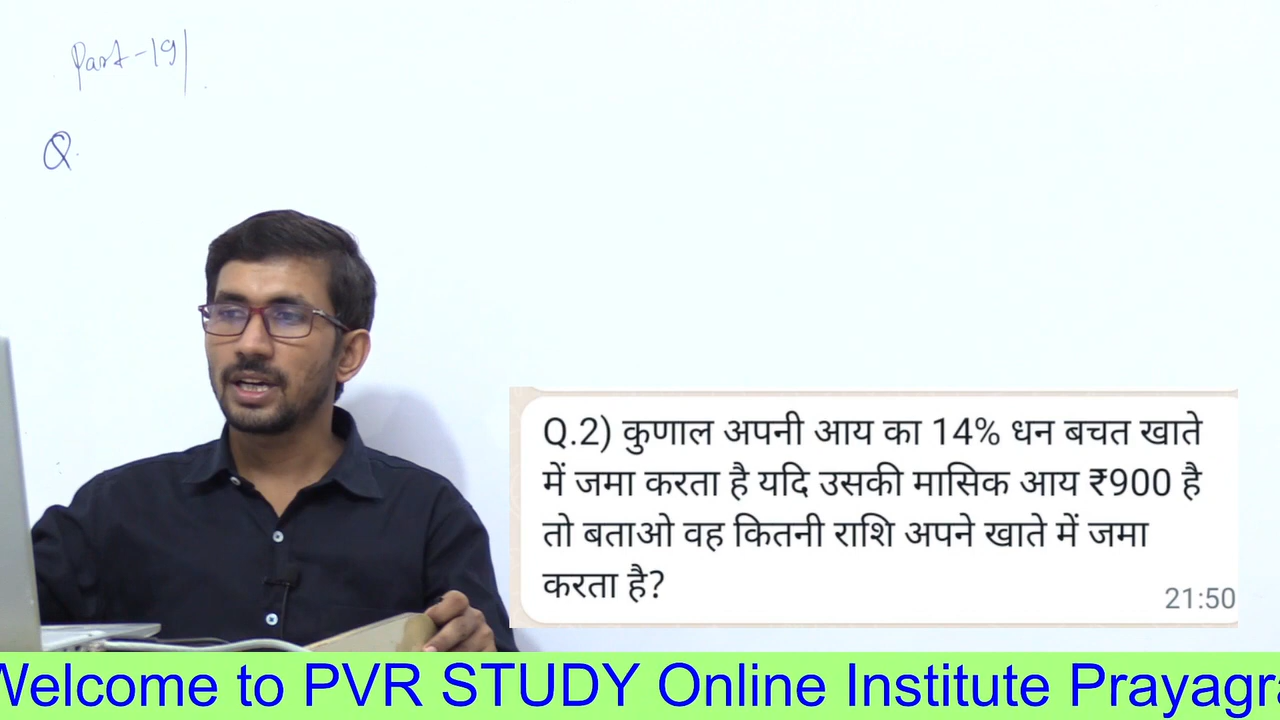 Part-19
Q.
Q.2) कुणाल अपनी आय का 14% धन बचत खाते
में जमा करता है यदि उसकी मासिक आय ₹900 है
तो बताओ वह कितनी राशि अपने खाते में जमा
करता है?
21:50
Welcome to PVR STUDY Online Institute Prayagra